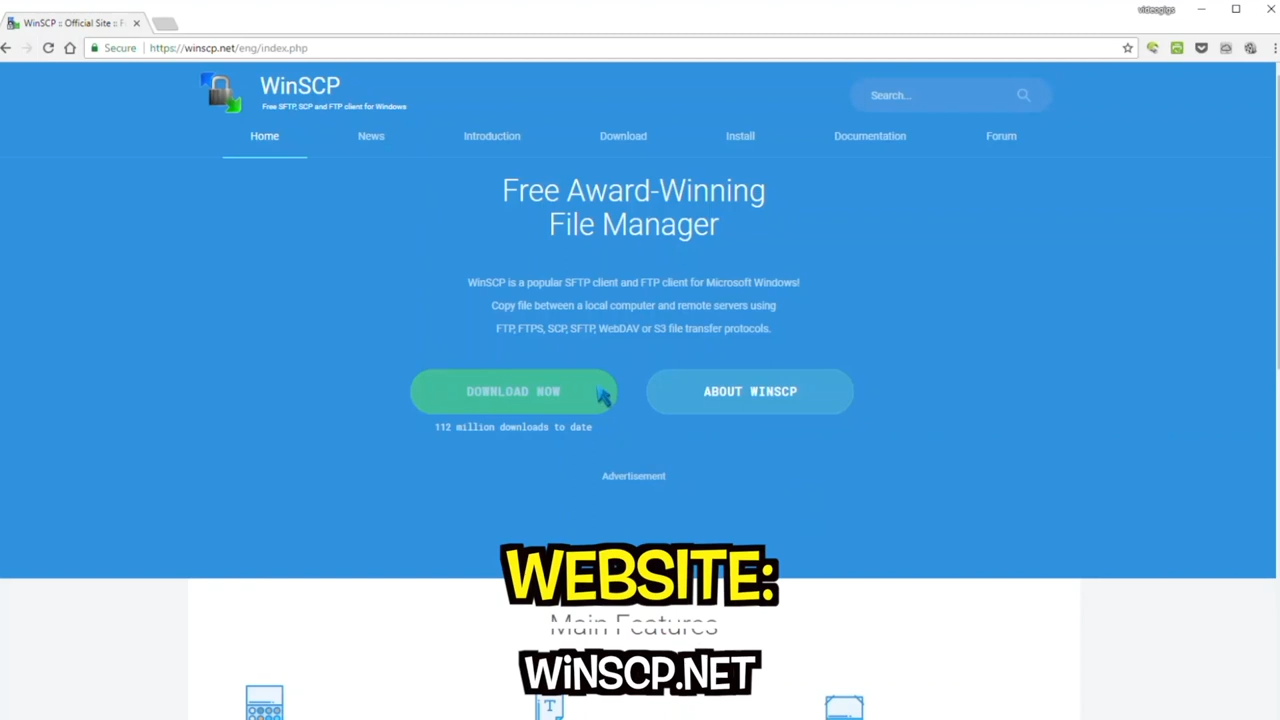 videogigs
WinSCP :: Official Site :: F
Secure
https://winscp.net/eng/index.php
WinSCP
Free SFTP, SCP and FTP client for Windows
Search...
Home
News
Introduction
Download
Install
Documentation
Forum
Free Award-Winning
File Manager
WinSCP is a popular SFTP client and FTP client for Microsoft Windows!
Copy file between a local computer and remote servers using
FTP, FTPS, SCP, SFTP, WebDAV or S3 file transfer protocols.
DOWNLOAD NOW
ABOUT WINSCP
112 million downloads to date
Advertisement
WEBSITE:
Main Features
WiNSCP.NET
T